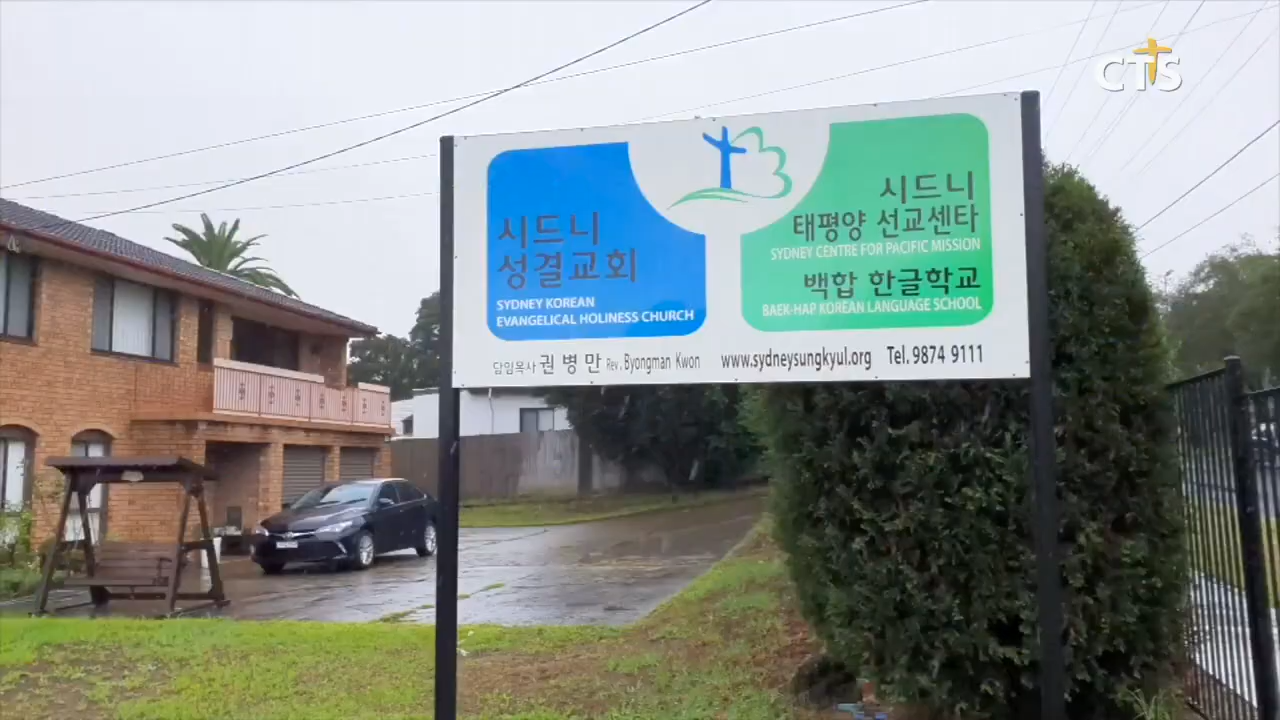 CTS
시드니
성결교회
SYDNEY KOREAN
EVANGELICAL HOLINESS CHURCH
시드니
태평양 선교센타
SYDNEY CENTRE FOR PACIFIC MISSION
백합 한글학교
BAEK-HAP KOREAN LANGUAGE SCHOOL
담임목사 권병만 Rev. Byongman Kwon www.sydneysungkyul.org Tel. 9874 9111